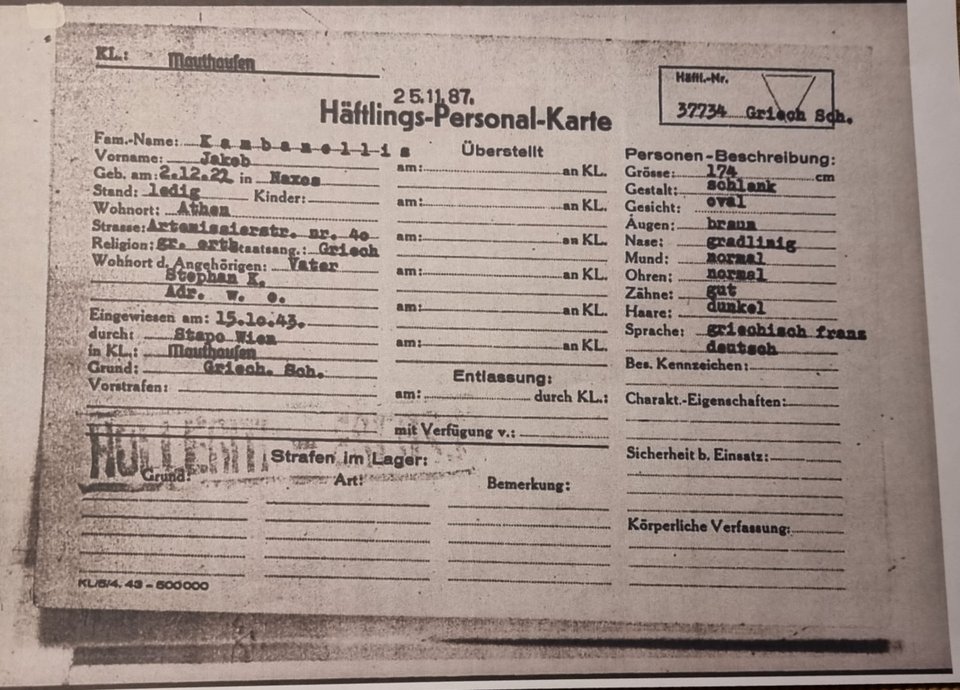 KL.: Mauthausen
Häftl.-Nr.
37734 Griech Sch.
25.11.87.
Häftlings-Personal-Karte
Fam.-Name: Kambanellis
Vorname: Jakob
Geb. am: 2.12.22 in Naxos
Stand: ledig Kinder:
Wohnort: Athen
Strasse: Artemissierstr. nr. 40
Religion: gr. orth Staatsang.: Griech
Wohnort d. Angehörigen: Vater
Stephan K.
Adr. w. o.
Eingewiesen am: 15.10.43.
durch: Stapo Wien
in KL.: Mauthausen
Grund: Griech. Sch.
Vorstrafen:
Überstellt
am: an KL.
am: an KL.
am: an KL.
am: an KL.
am: an KL.
am: an KL.
Entlassung:
am: durch KL.:
mit Verfügung v.:
Personen-Beschreibung:
Grösse: 174 cm
Gestalt: schlank
Gesicht: oval
Augen: braun
Nase: gradlinig
Mund: normal
Ohren: normal
Zähne: gut
Haare: dunkel
Sprache: griechisch frans
deutsch
Bes. Kennzeichen:
Charakt.-Eigenschaften:
Sicherheit b. Einsatz:
Körperliche Verfassung:
Strafen im Lager:
Grund: Art: Bemerkung:
KL/5/4. 43 - 500000